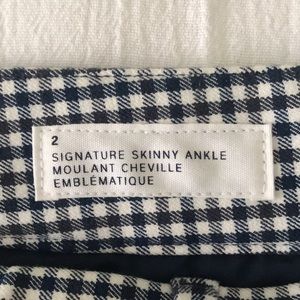 2
SIGNATURE SKINNY ANKLE
MOULANT CHEVILLE
EMBLÉMATIQUE